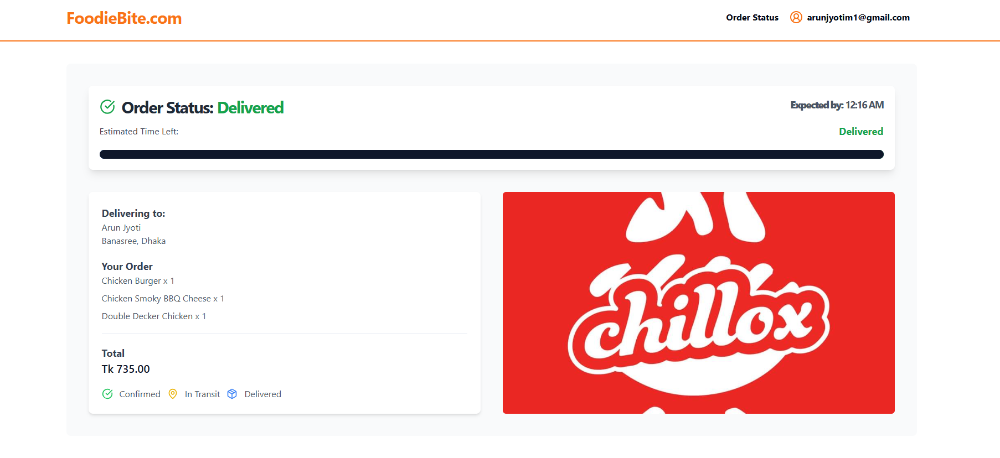 FoodieBite.com
Order Status
arunjyotim1@gmail.com
Order Status: Delivered
Expected by: 12:16 AM
Estimated Time Left:
Delivered
Delivering to:
Arun Jyoti
Banasree, Dhaka
Your Order
Chicken Burger x 1
Chicken Smoky BBQ Cheese x 1
Double Decker Chicken x 1
Total
Tk 735.00
Confirmed
In Transit
Delivered
chillox